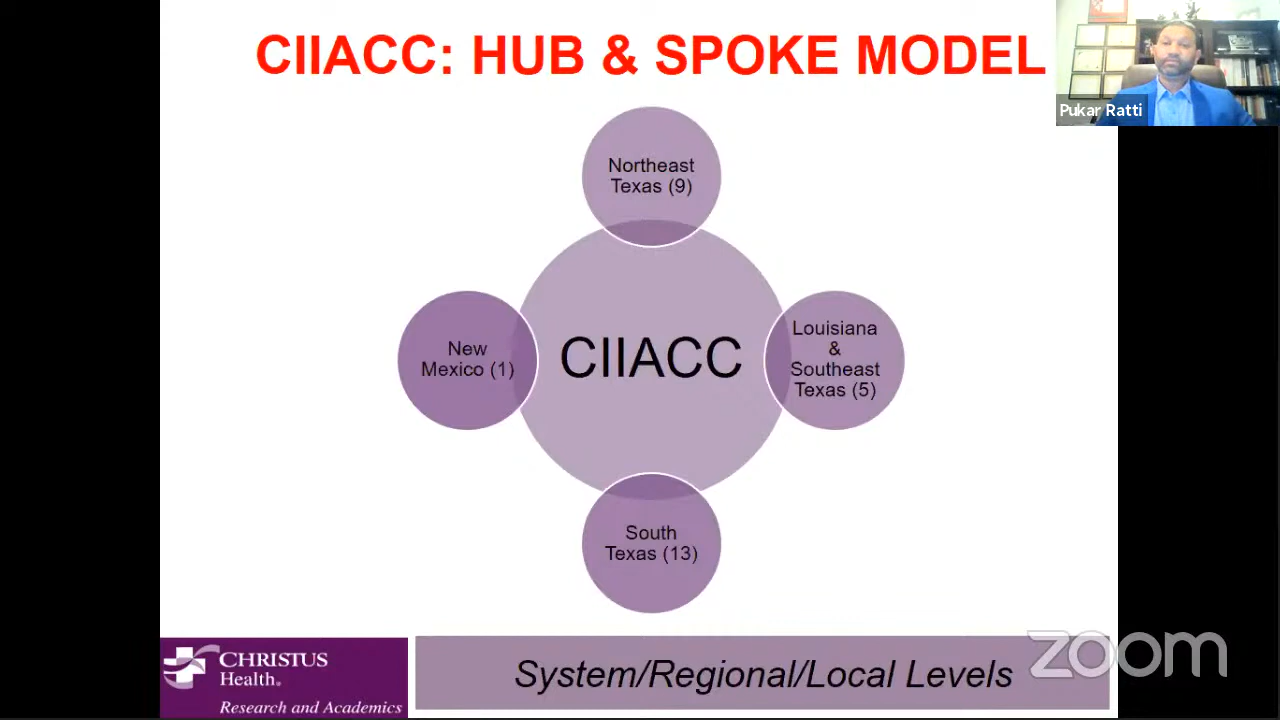 CIIACC: HUB & SPOKE MODEL
Pukar Ratti
Northeast
Texas (9)
New
Mexico (1)
CIIACC
Louisiana
&
Southeast
Texas (5)
South
Texas (13)
CHRISTUS
Health.
Research and Academics
System/Regional/Local Levels
zoom